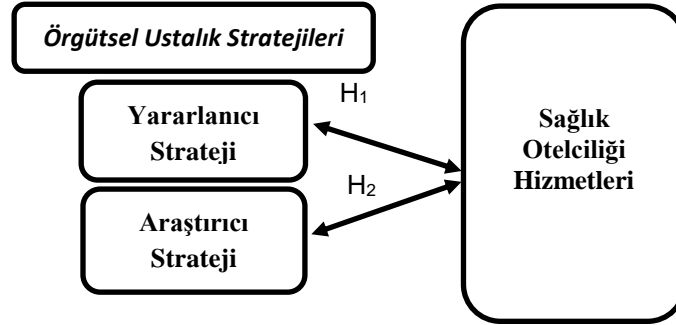 Örgütsel Ustalık Stratejileri
Yararlanıcı
Strateji
H₁
Araştırıcı
Strateji
H₂
Sağlık
Otelciliği
Hizmetleri